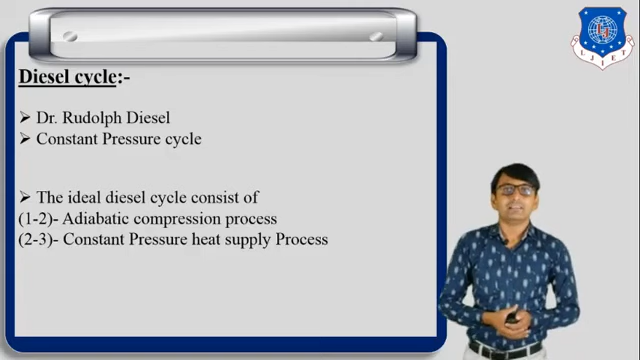 Diesel cycle:-
➤ Dr. Rudolph Diesel
➤ Constant Pressure cycle
➤ The ideal diesel cycle consist of
(1-2)- Adiabatic compression process
(2-3)- Constant Pressure heat supply Process
LJIET